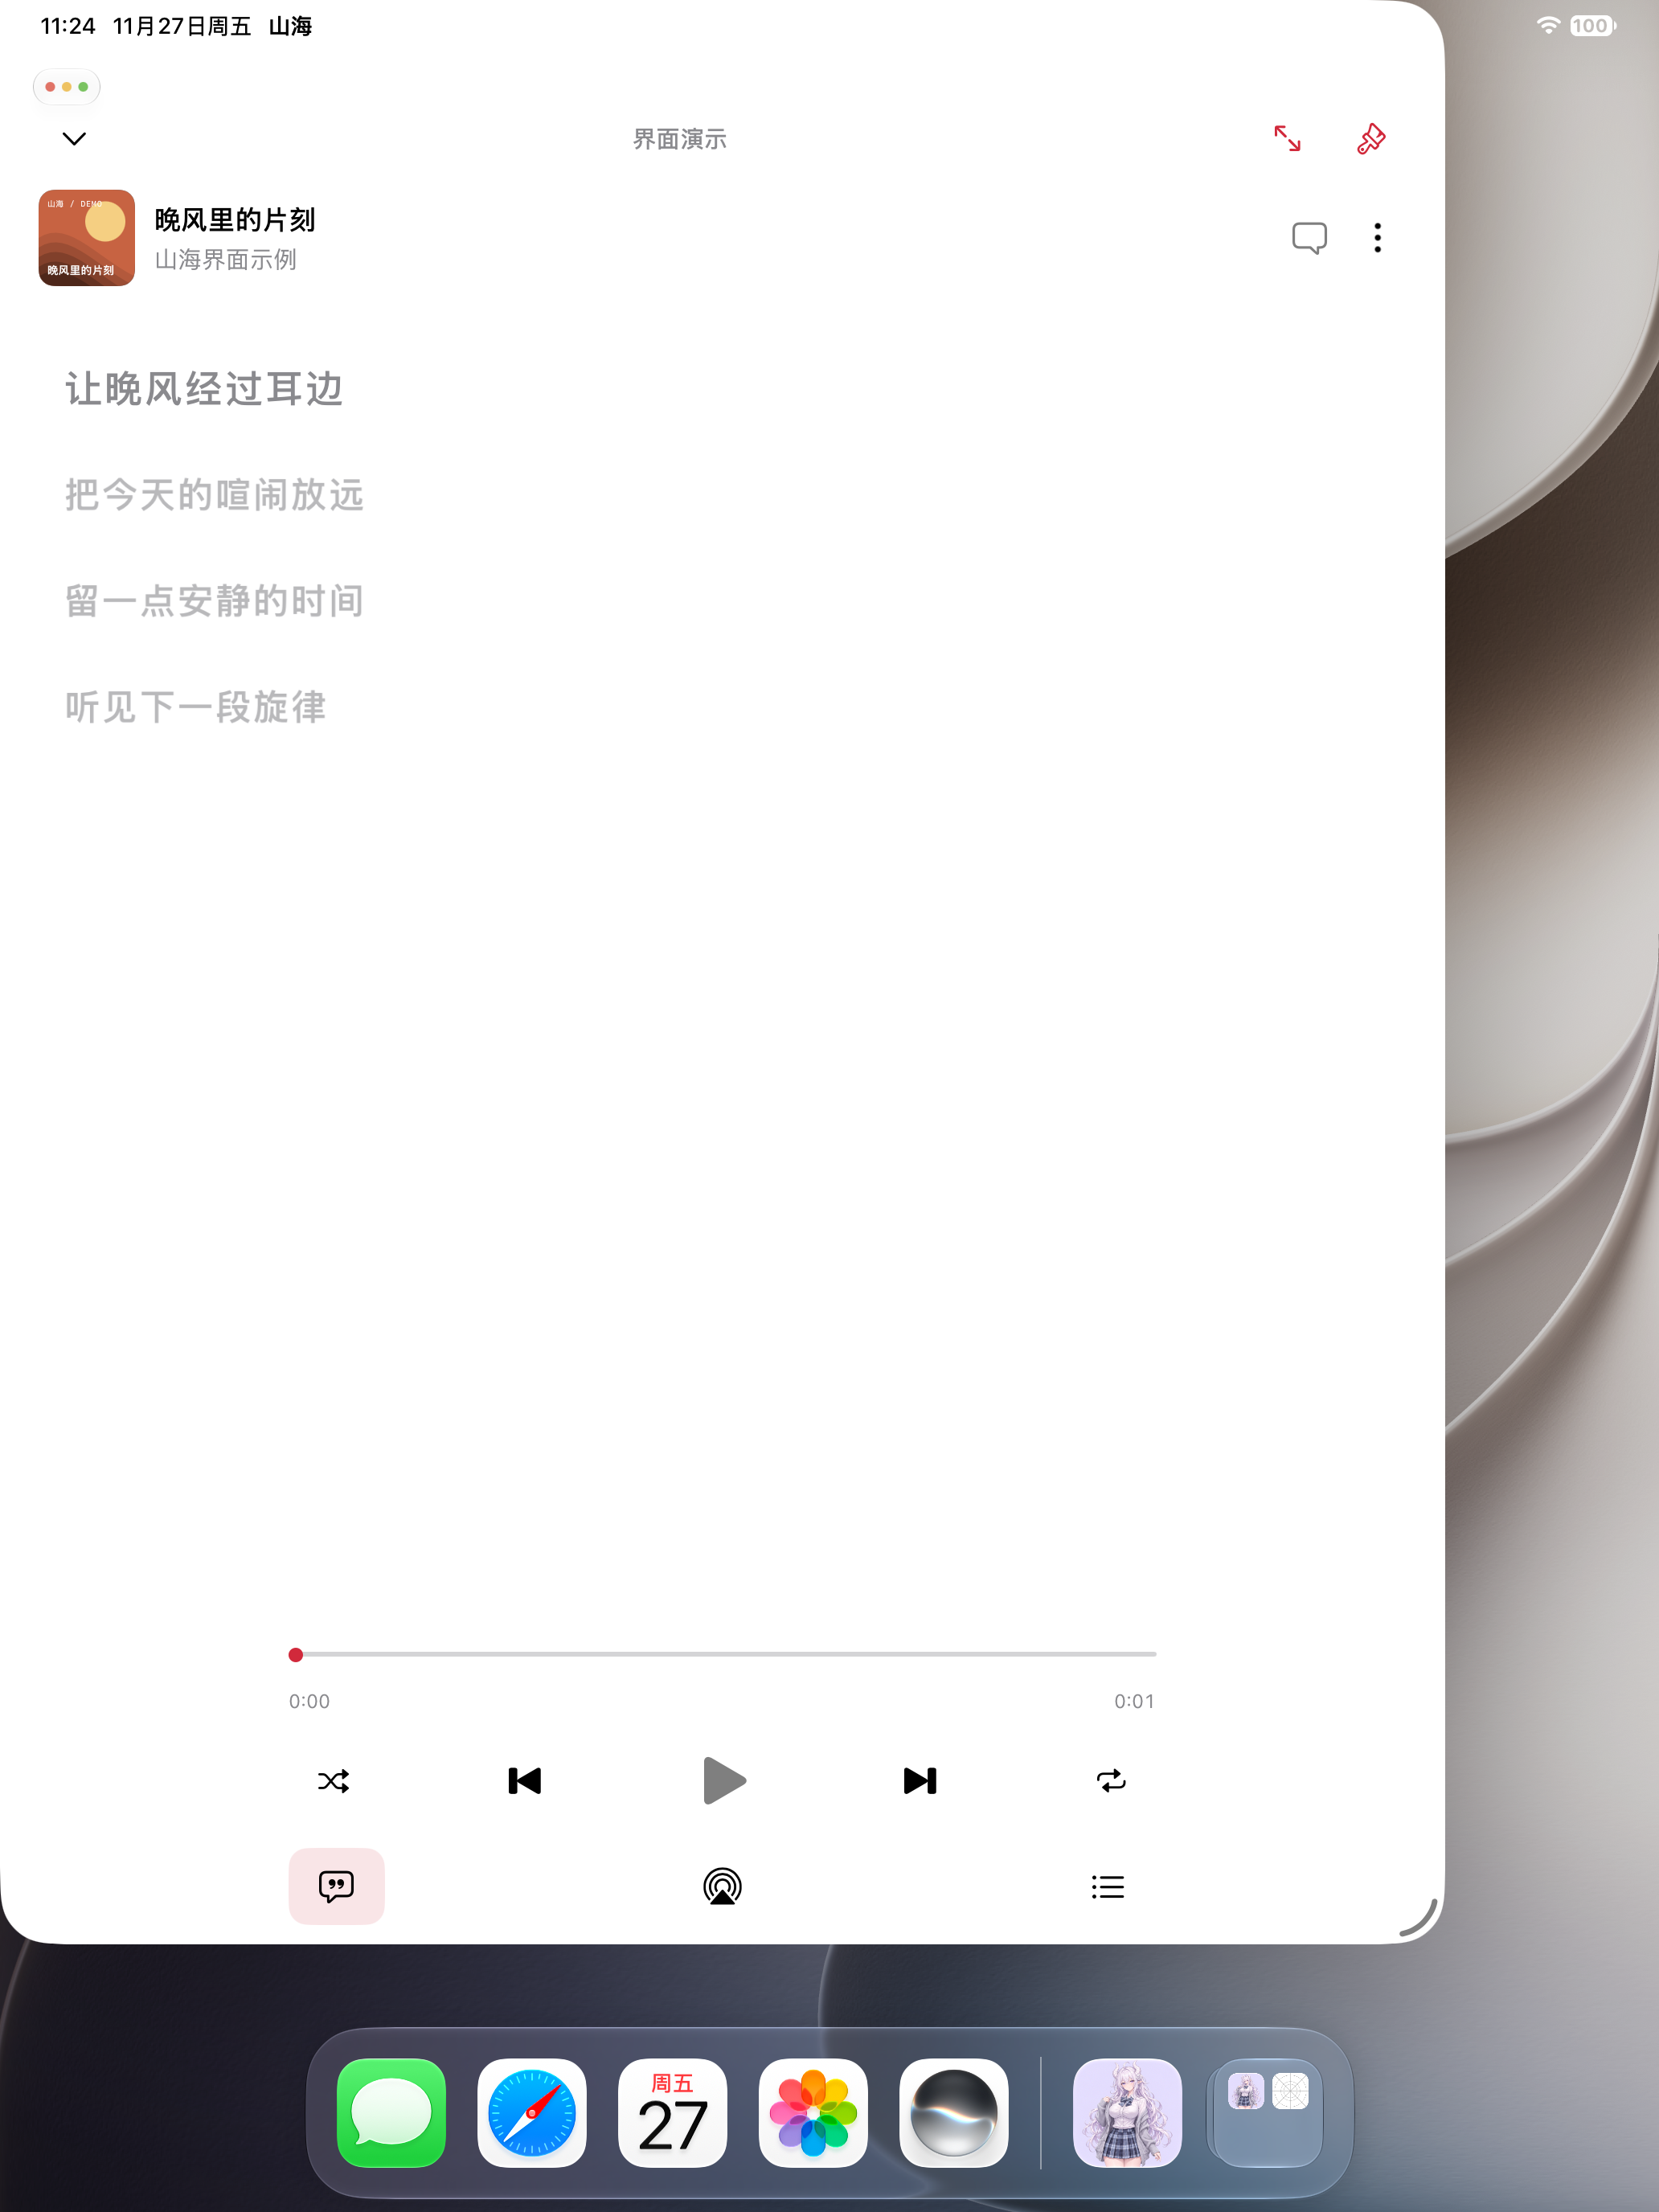 11:24 11月27日周五 山海
100
界面演示
山海 / DEMO
晚风里的片刻
晚风里的片刻
山海界面示例
让晚风经过耳边
把今天的喧闹放远
留一点安静的时间
听见下一段旋律
0:00
0:01
周五
27